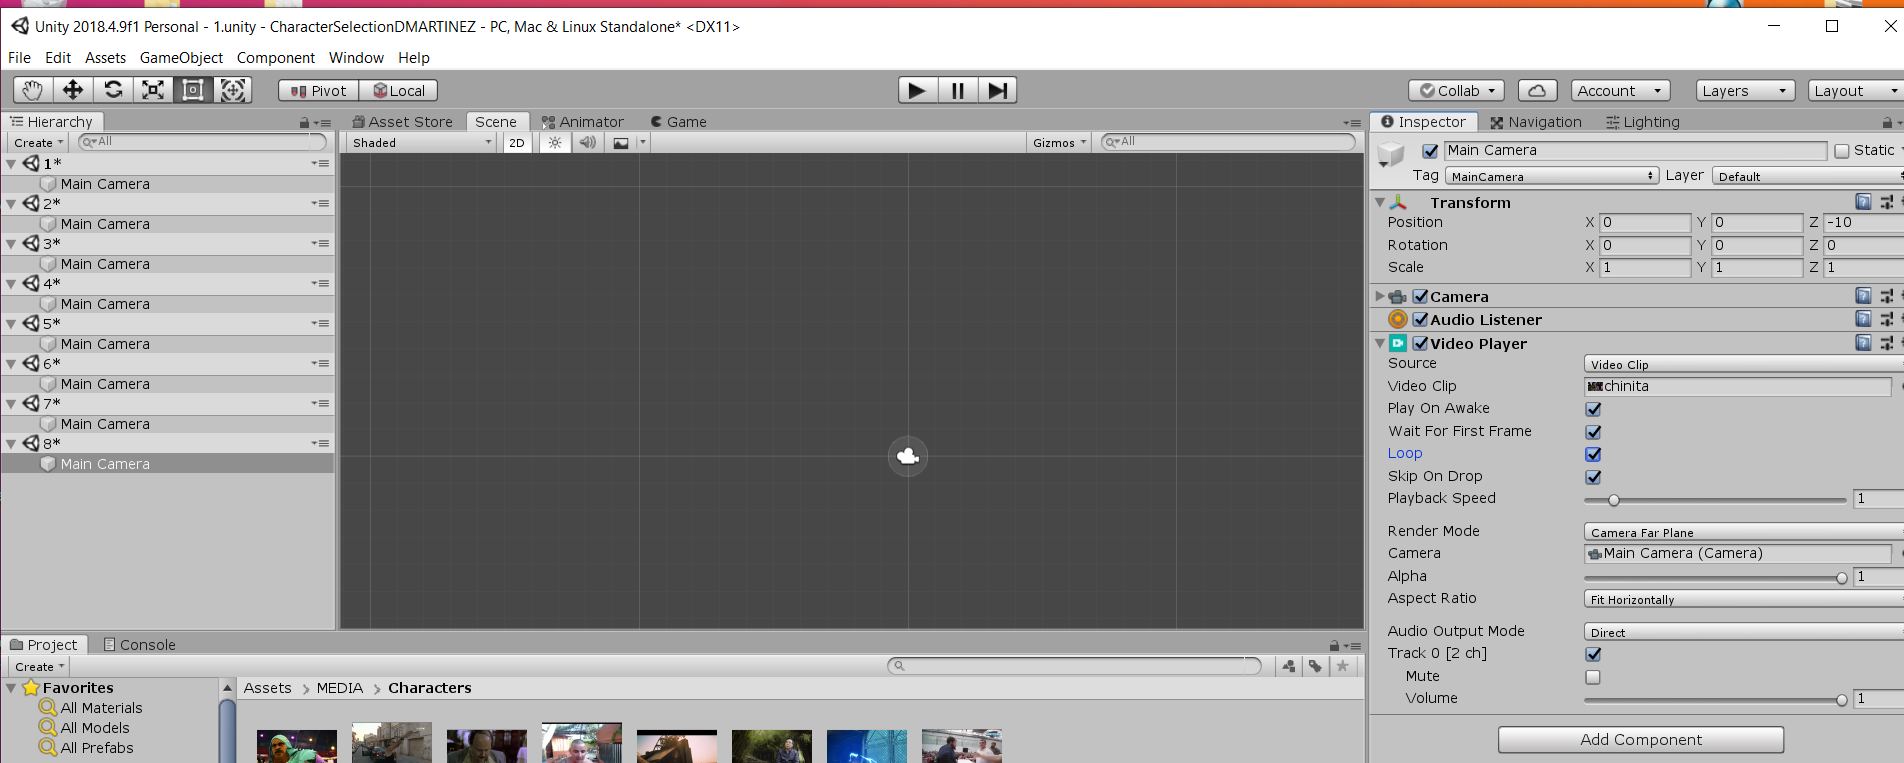 Unity 2018.4.9f1 Personal - 1.unity - CharacterSelectionDMARTINEZ - PC, Mac & Linux Standalone* <DX11>
File Edit Assets GameObject Component Window Help
Pivot Local Collab Account Layers Layout
Hierarchy
Create All
1*
Main Camera
2*
Main Camera
3*
Main Camera
4*
Main Camera
5*
Main Camera
6*
Main Camera
7*
Main Camera
8*
Main Camera
Asset Store Scene Animator Game
Shaded 2D Gizmos All
Inspector Navigation Lighting
Main Camera Static
Tag MainCamera Layer Default
Transform
Position X 0 Y 0 Z -10
Rotation X 0 Y 0 Z 0
Scale X 1 Y 1 Z 1
Camera
Audio Listener
Video Player
Source Video Clip
Video Clip chinita
Play On Awake
Wait For First Frame
Loop
Skip On Drop
Playback Speed 1
Render Mode Camera Far Plane
Camera Main Camera (Camera)
Alpha 1
Aspect Ratio Fit Horizontally
Audio Output Mode Direct
Track 0 [2 ch]
Mute
Volume 1
Add Component
Project Console
Create
Favorites
All Materials
All Models
All Prefabs
Assets > MEDIA > Characters